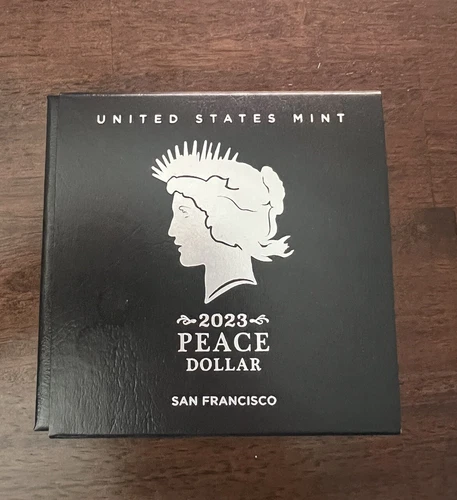 UNITED STATES MINT
2023
PEACE
DOLLAR
SAN FRANCISCO